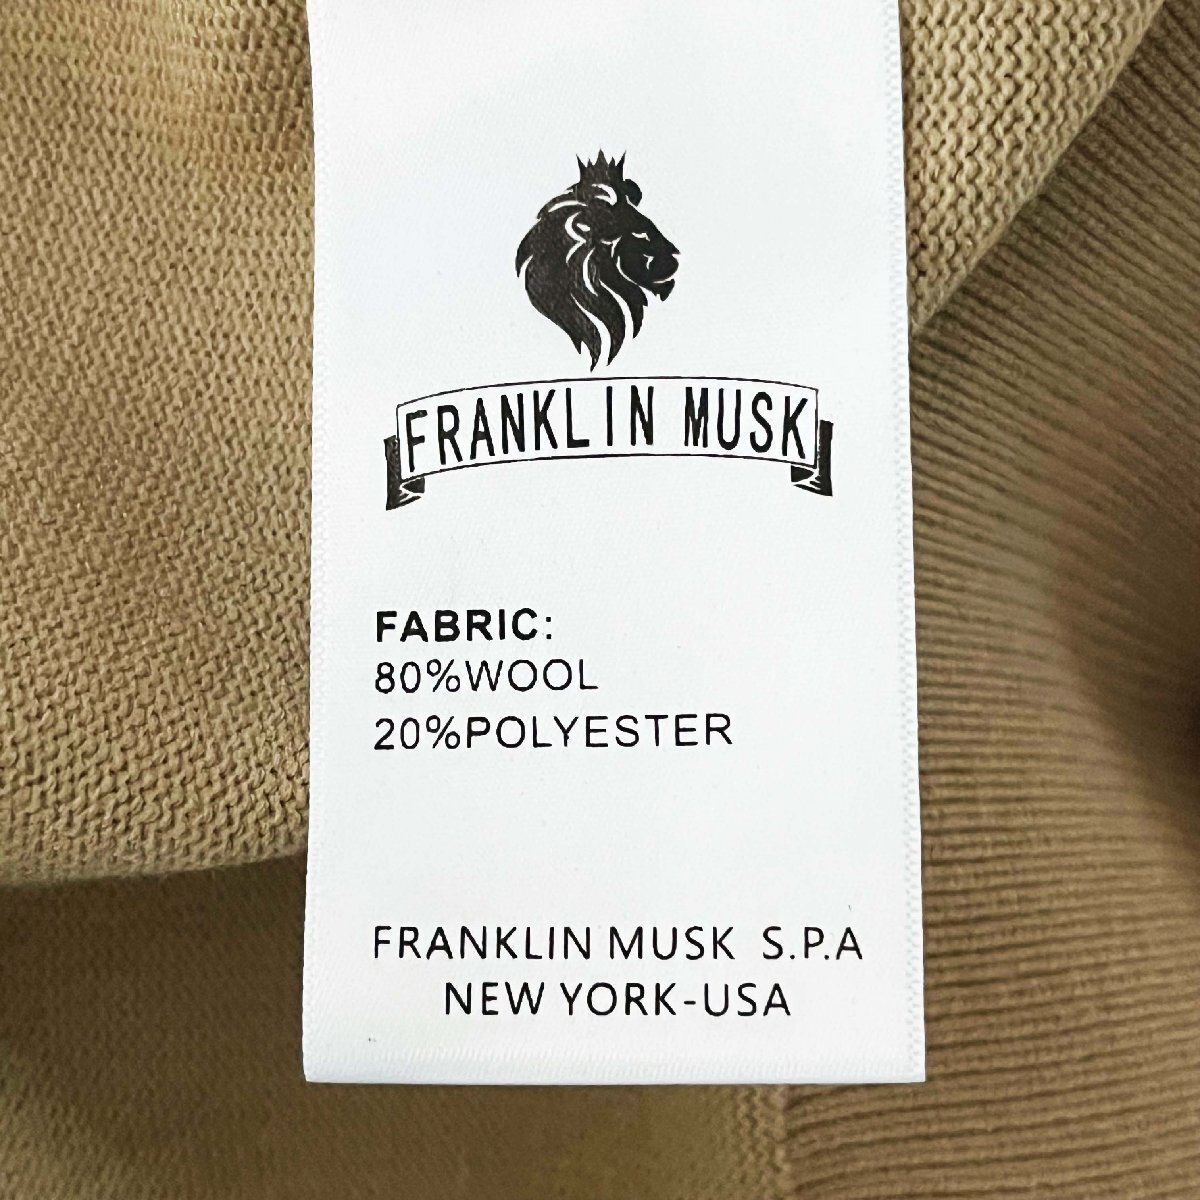 FRANKLIN MUSK
FABRIC:
80%WOOL
20%POLYESTER
FRANKLIN MUSK S.P.A
NEW YORK-USA